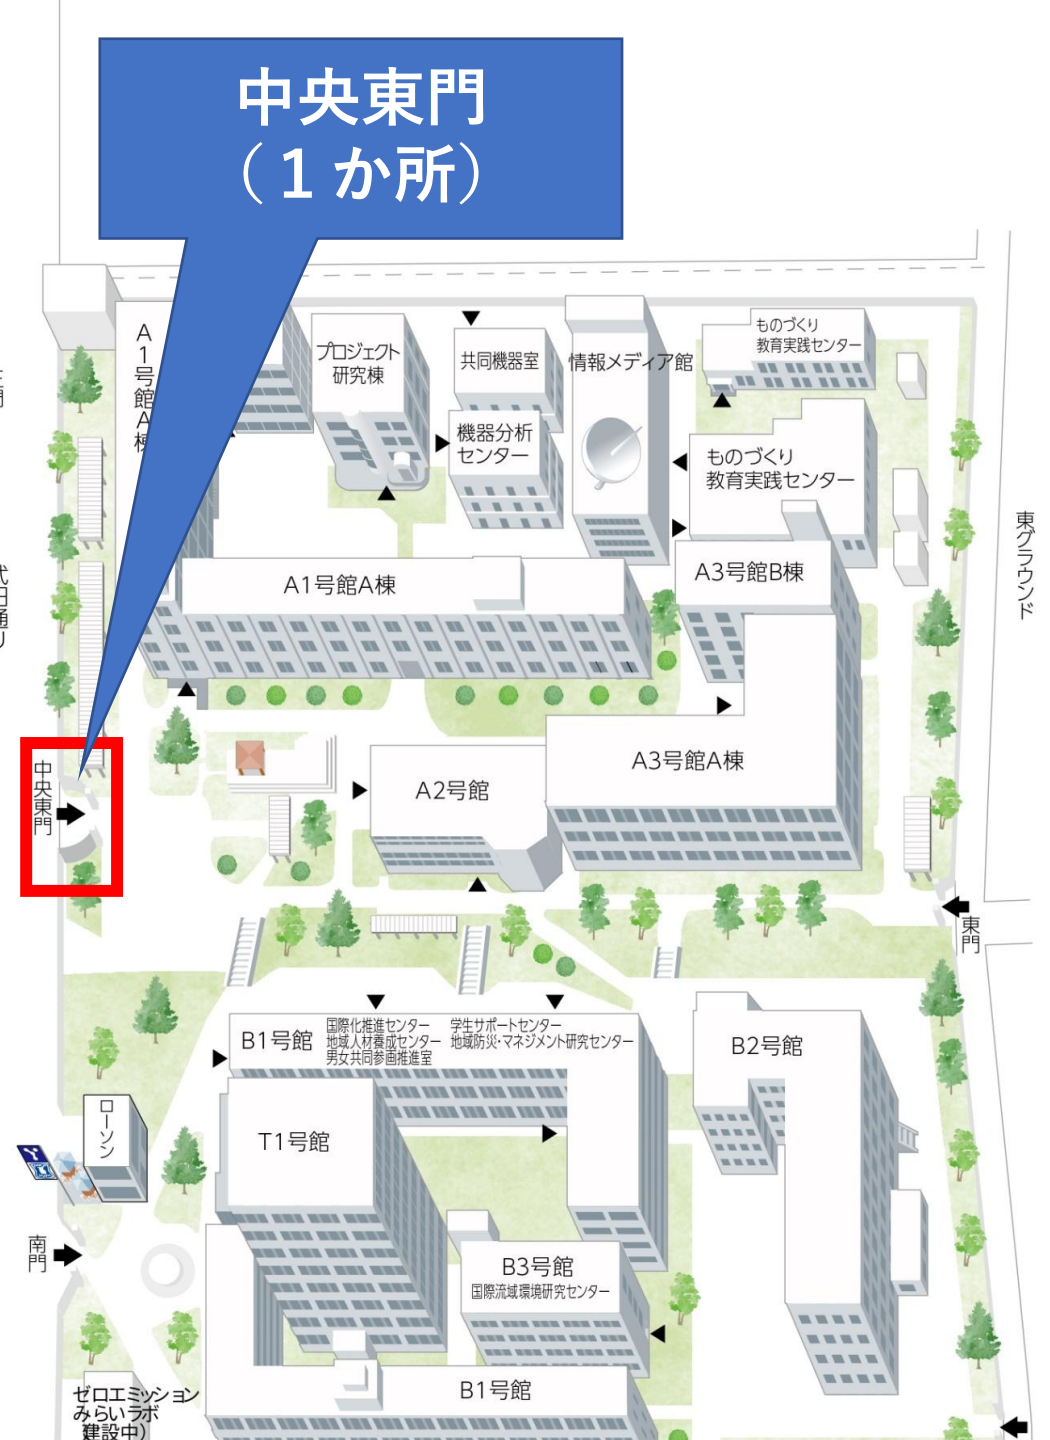 中央東門
（１か所）
A1号館A棟
プロジェクト
研究棟
共同機器室
情報メディア館
ものづくり
教育実践センター
機器分析
センター
ものづくり
教育実践センター
東グラウンド
A1号館A棟
A3号館B棟
中央東門
A2号館
A3号館A棟
東門
B1号館
国際化推進センター
地域人材養成センター
男女共同参画推進室
学生サポートセンター
地域防災・マネジメント研究センター
B2号館
ローソン
T1号館
南門
B3号館
国際流域環境研究センター
B1号館
ゼロエミッション
みらいラボ
建設中）